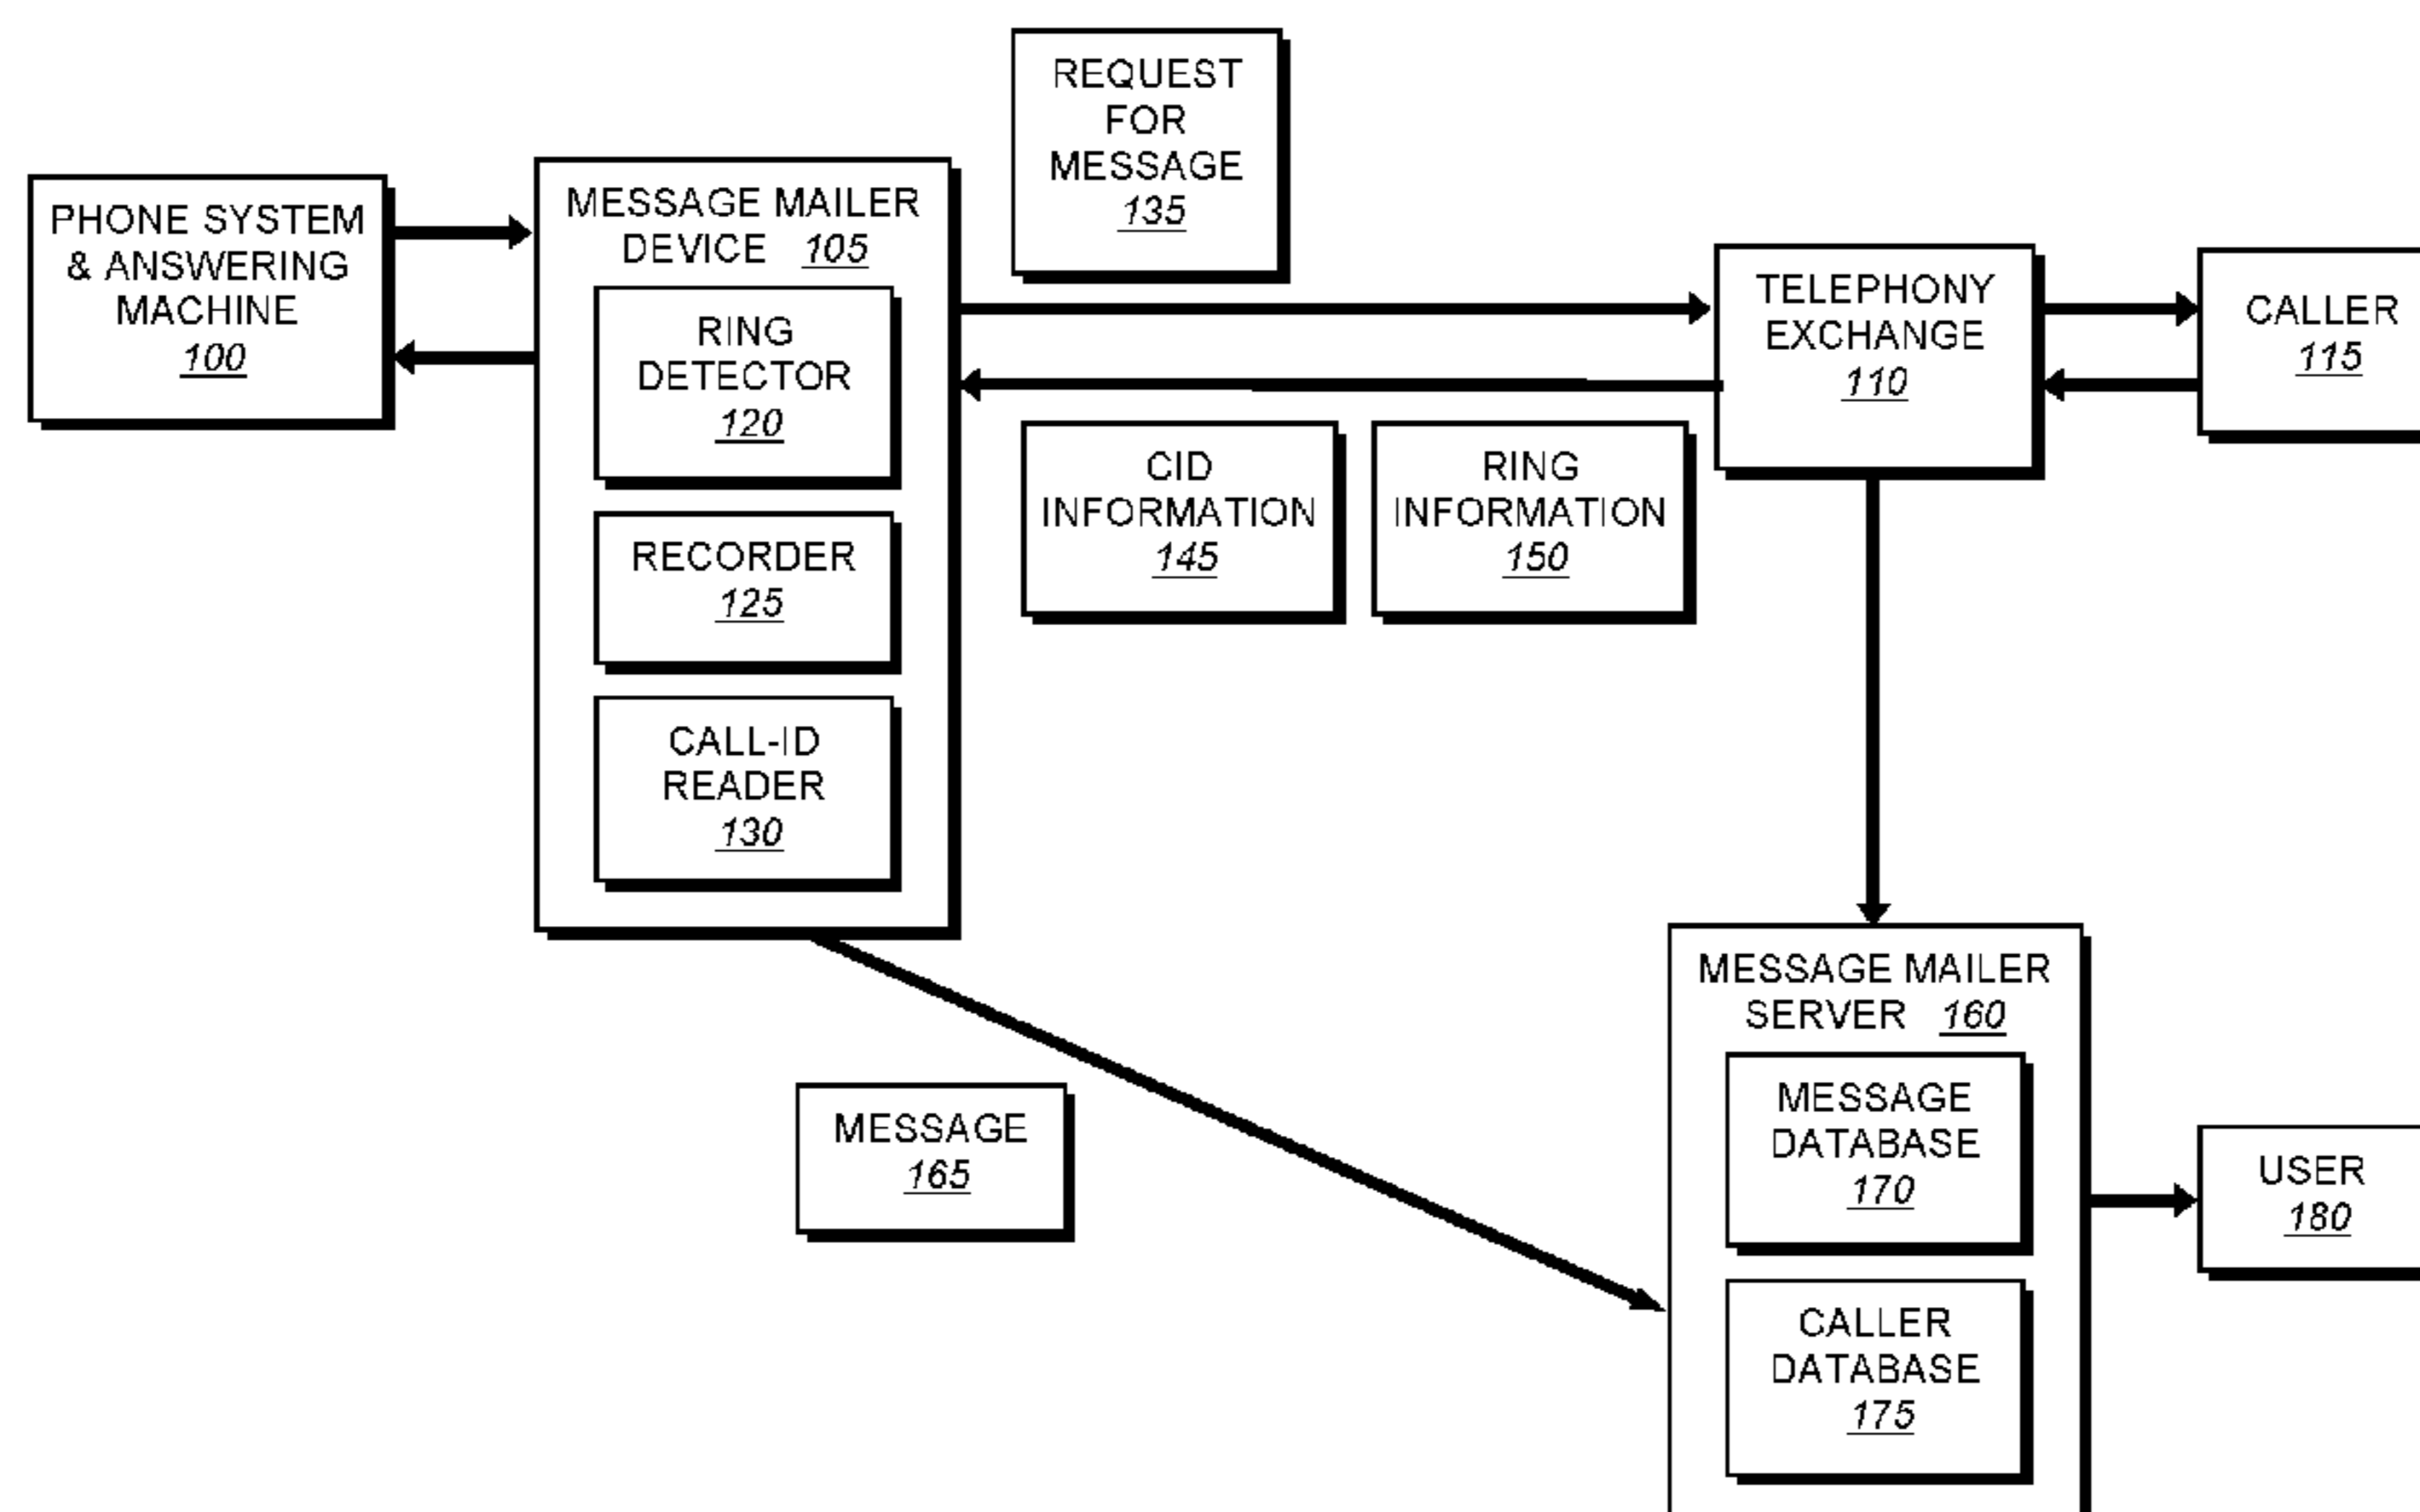 REQUEST
FOR
MESSAGE
135
PHONE SYSTEM
& ANSWERING
MACHINE
100
MESSAGE MAILER
DEVICE 105
RING
DETECTOR
120
RECORDER
125
CALL-ID
READER
130
TELEPHONY
EXCHANGE
110
CALLER
115
CID
INFORMATION
145
RING
INFORMATION
150
MESSAGE
165
MESSAGE MAILER
SERVER 160
MESSAGE
DATABASE
170
CALLER
DATABASE
175
USER
180